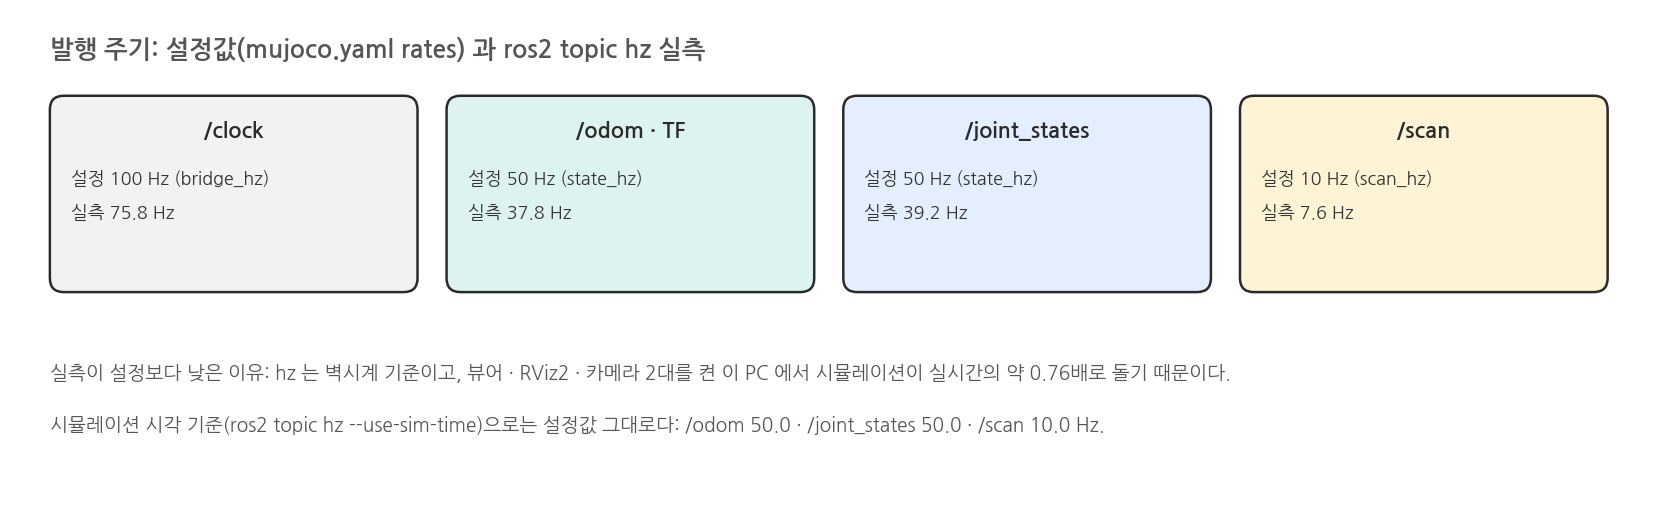 발행 주기: 설정값(mujoco.yaml rates) 과 ros2 topic hz 실측
/clock
설정 100 Hz (bridge_hz)
실측 75.8 Hz
/odom · TF
설정 50 Hz (state_hz)
실측 37.8 Hz
/joint_states
설정 50 Hz (state_hz)
실측 39.2 Hz
/scan
설정 10 Hz (scan_hz)
실측 7.6 Hz
실측이 설정보다 낮은 이유: hz 는 벽시계 기준이고, 뷰어 · RViz2 · 카메라 2대를 켠 이 PC 에서 시뮬레이션이 실시간의 약 0.76배로 돌기 때문이다.
시뮬레이션 시각 기준(ros2 topic hz --use-sim-time)으로는 설정값 그대로다: /odom 50.0 · /joint_states 50.0 · /scan 10.0 Hz.